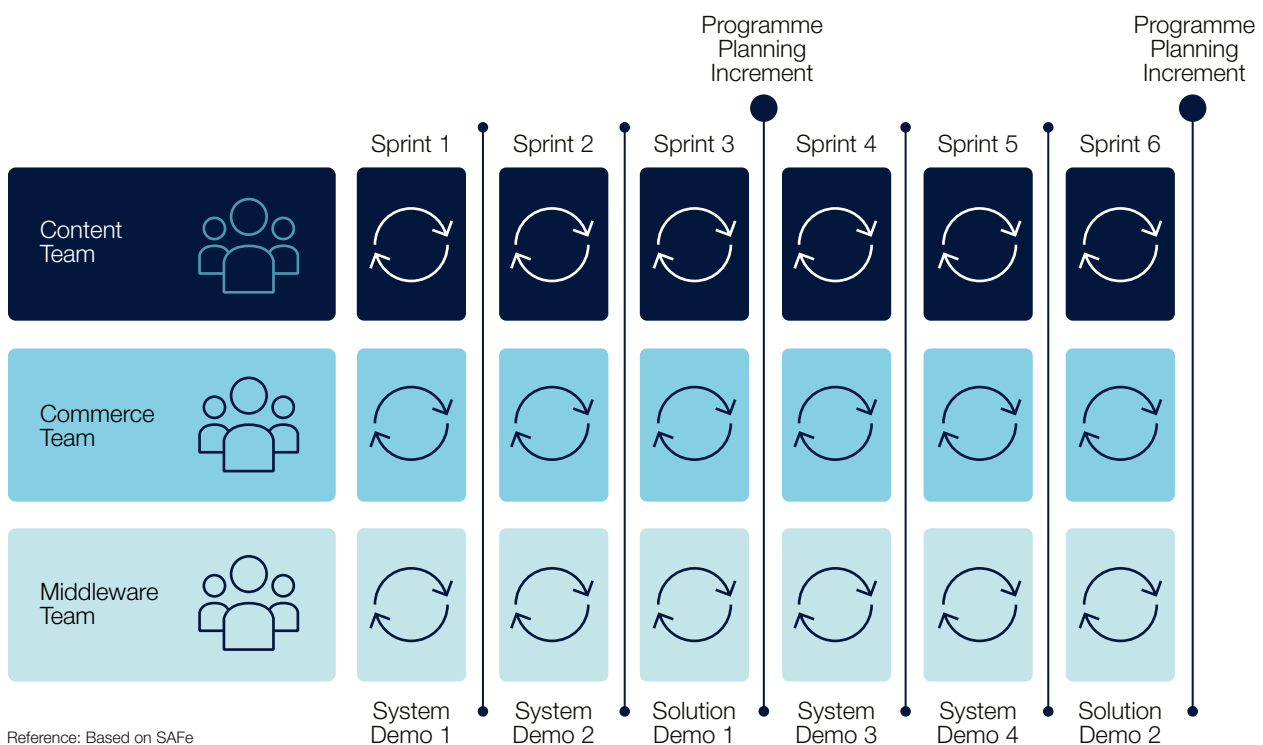 Programme
Planning
Increment
Programme
Planning
Increment
Sprint 1
Sprint 2
Sprint 3
Sprint 4
Sprint 5
Sprint 6
Content
Team
Commerce
Team
Middleware
Team
System
Demo 1
System
Demo 2
Solution
Demo 1
System
Demo 3
System
Demo 4
Solution
Demo 2
Reference: Based on SAFe